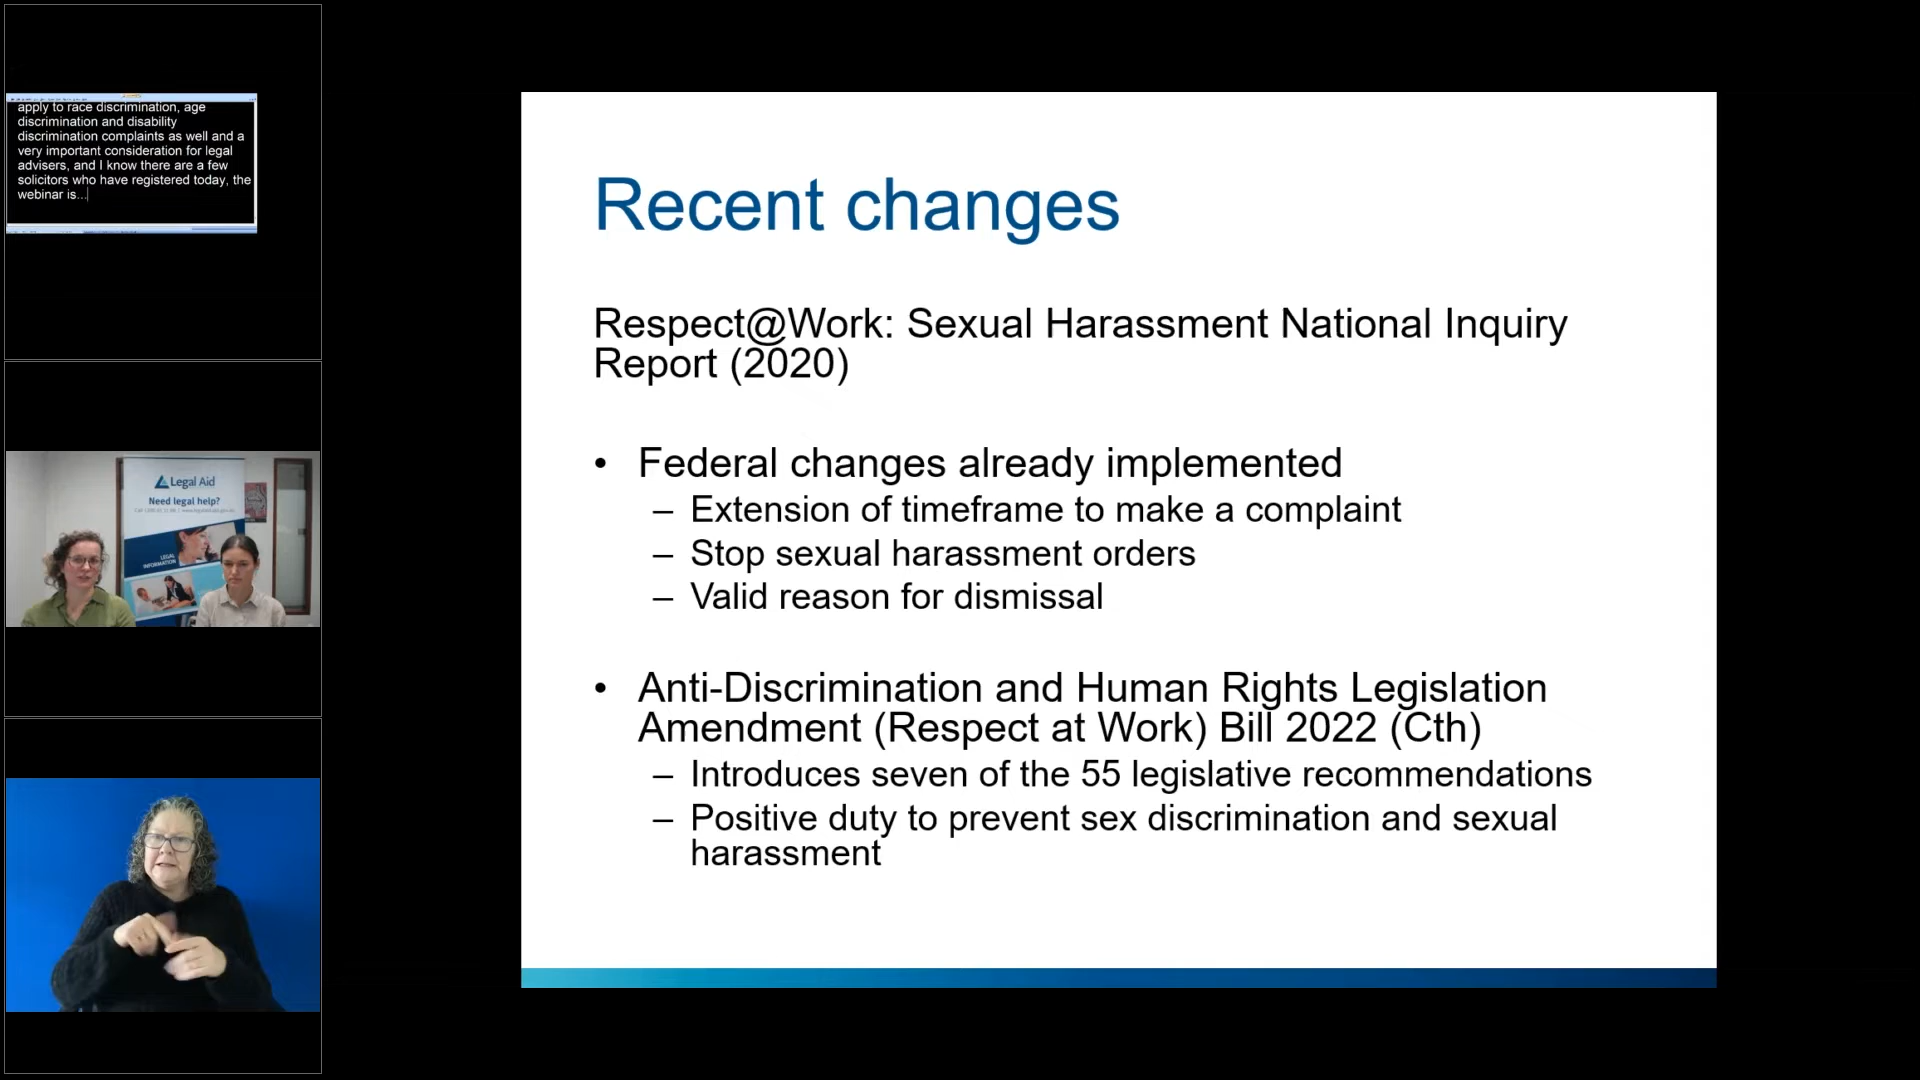 apply to race discrimination, age
discrimination and disability
discrimination complaints as well and a
very important consideration for legal
advisers, and I know there are a few
solicitors who have registered today, the
webinar is...
Legal Aid
Need legal help?
LEGAL
INFORMATION
Recent changes
Respect@Work: Sexual Harassment National Inquiry
Report (2020)
• Federal changes already implemented
– Extension of timeframe to make a complaint
– Stop sexual harassment orders
– Valid reason for dismissal
• Anti-Discrimination and Human Rights Legislation
Amendment (Respect at Work) Bill 2022 (Cth)
– Introduces seven of the 55 legislative recommendations
– Positive duty to prevent sex discrimination and sexual
harassment